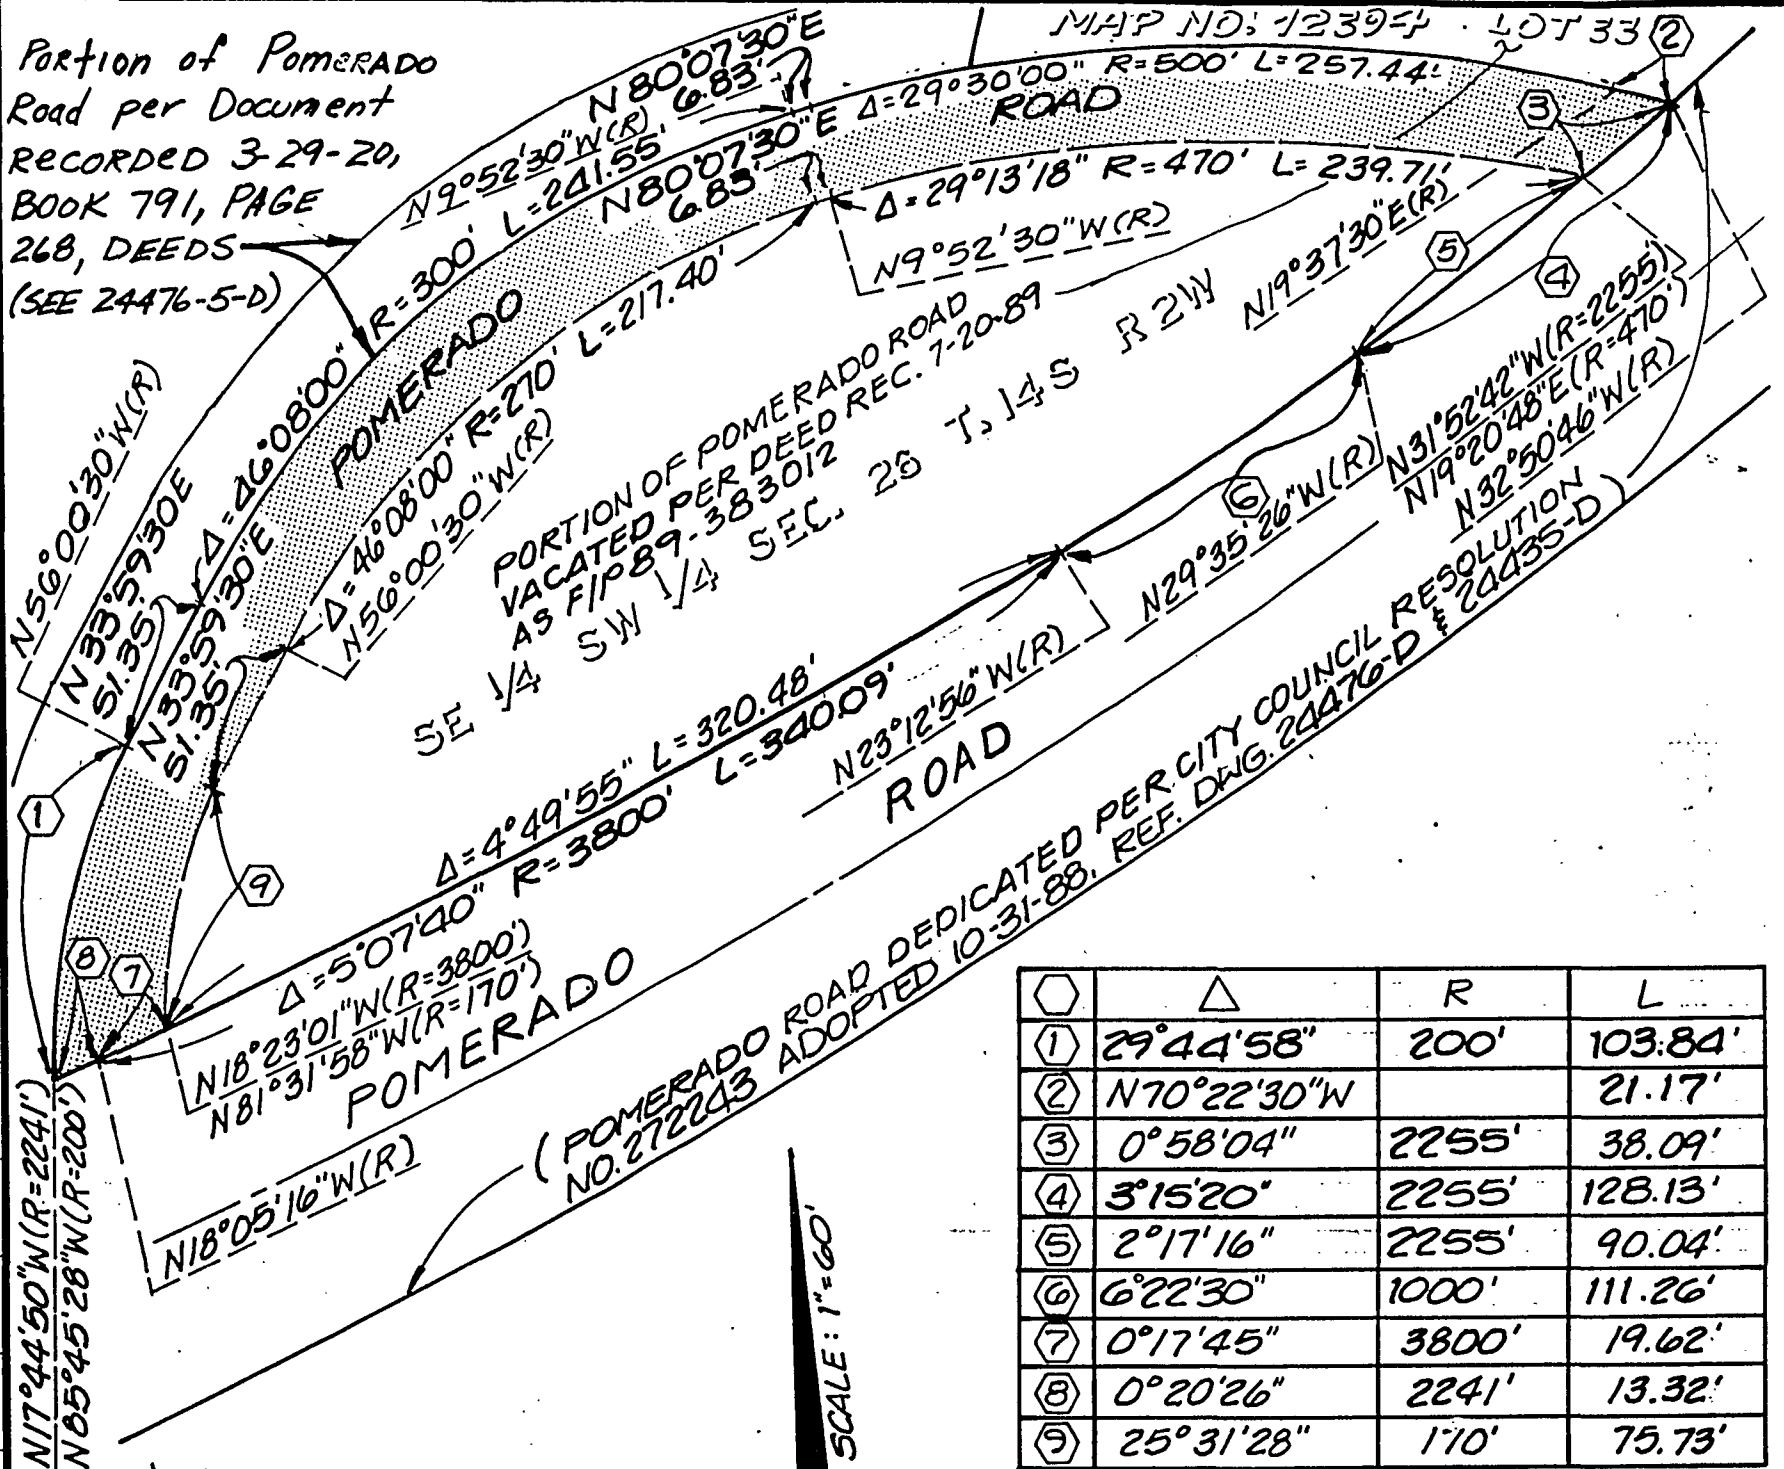 Portion of Pomerado
Road per Document
Recorded 3-29-20,
BOOK 791, PAGE
268, DEEDS
(SEE 24476-5-D)
MAP NO: 12394 LOT 33
2
N80°07'30"E
6.83'
N9°52'30"W(R)
Δ=46°08'00" R=300' L=241.55'
N80°07'30"E
6.83'
Δ=29°30'00" R=500' L=257.44'
ROAD
Δ=29°13'18" R=470' L=239.71'
3
N9°52'30"W(R)
N19°37'30"E(R)
5
4
POMERADO
Δ=46°08'00" R=270' L=217.40'
N56°00'30"W(R)
N56°00'30"W(R)
N33°59'30E
51.35'
N33°59'30"E
51.35'
PORTION OF POMERADO ROAD
VACATED PER DEED REC. 7-20-89
AS F/P 89-383012
SE 1/4 SW 1/4 SEC. 28 T.14S R2W
N31°52'42"W(R=2255')
N19°20'48"E(R=470')
N32°50'46"W(R)
6
N29°35'26"W(R)
N23°12'56"W(R)
Δ=4°49'55" L=320.48'
Δ=5°07'40" R=3800' L=340.09'
1
9
8
7
N18°23'01"W(R=3800')
N81°31'58"W(R=170')
POMERADO ROAD
N18°05'16"W(R)
N17°44'50"W(R=2241')
N85°45'28"W(R=200')
(POMERADO ROAD DEDICATED PER CITY COUNCIL RESOLUTION
NO. 272243 ADOPTED 10-31-88, REF. DWG. 24476-D & 24435-D)
SCALE: 1"=60'
Δ R L
1 29°44'58" 200' 103.84'
2 N70°22'30"W 21.17'
3 0°58'04" 2255' 38.09'
4 3°15'20" 2255' 128.13'
5 2°17'16" 2255' 90.04'
6 6°22'30" 1000' 111.26'
7 0°17'45" 3800' 19.62'
8 0°20'26" 2241' 13.32'
9 25°31'28" 170' 75.73'